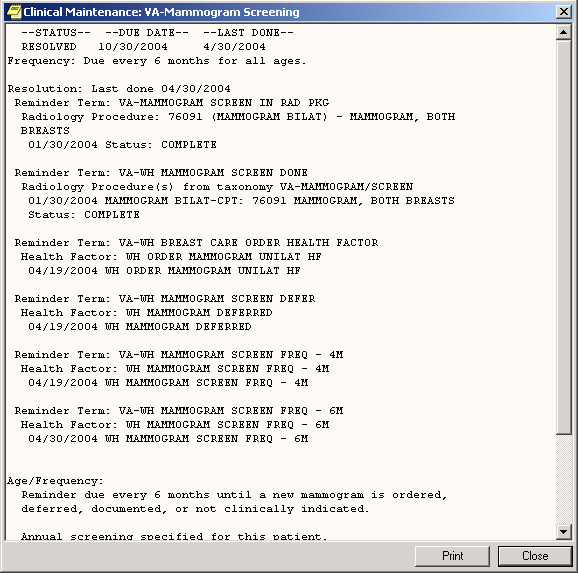 Clinical Maintenance: VA-Mammogram Screening
--STATUS-- --DUE DATE-- --LAST DONE--
RESOLVED 10/30/2004 4/30/2004
Frequency: Due every 6 months for all ages.
Resolution: Last done 04/30/2004
Reminder Term: VA-MAMMOGRAM SCREEN IN RAD PKG
Radiology Procedure: 76091 (MAMMOGRAM BILAT) - MAMMOGRAM, BOTH
BREASTS
01/30/2004 Status: COMPLETE
Reminder Term: VA-WH MAMMOGRAM SCREEN DONE
Radiology Procedure(s) from taxonomy VA-MAMMOGRAM/SCREEN
01/30/2004 MAMMOGRAM BILAT-CPT: 76091 MAMMOGRAM, BOTH BREASTS
Status: COMPLETE
Reminder Term: VA-WH BREAST CARE ORDER HEALTH FACTOR
Health Factor: WH ORDER MAMMOGRAM UNILAT HF
04/19/2004 WH ORDER MAMMOGRAM UNILAT HF
Reminder Term: VA-WH MAMMOGRAM SCREEN DEFER
Health Factor: WH MAMMOGRAM DEFERRED
04/19/2004 WH MAMMOGRAM DEFERRED
Reminder Term: VA-WH MAMMOGRAM SCREEN FREQ - 4M
Health Factor: WH MAMMOGRAM SCREEN FREQ - 4M
04/19/2004 WH MAMMOGRAM SCREEN FREQ - 4M
Reminder Term: VA-WH MAMMOGRAM SCREEN FREQ - 6M
Health Factor: WH MAMMOGRAM SCREEN FREQ - 6M
04/30/2004 WH MAMMOGRAM SCREEN FREQ - 6M
Age/Frequency:
Reminder due every 6 months until a new mammogram is ordered,
deferred, documented, or not clinically indicated.
Annual screening specified for this patient.
Print Close